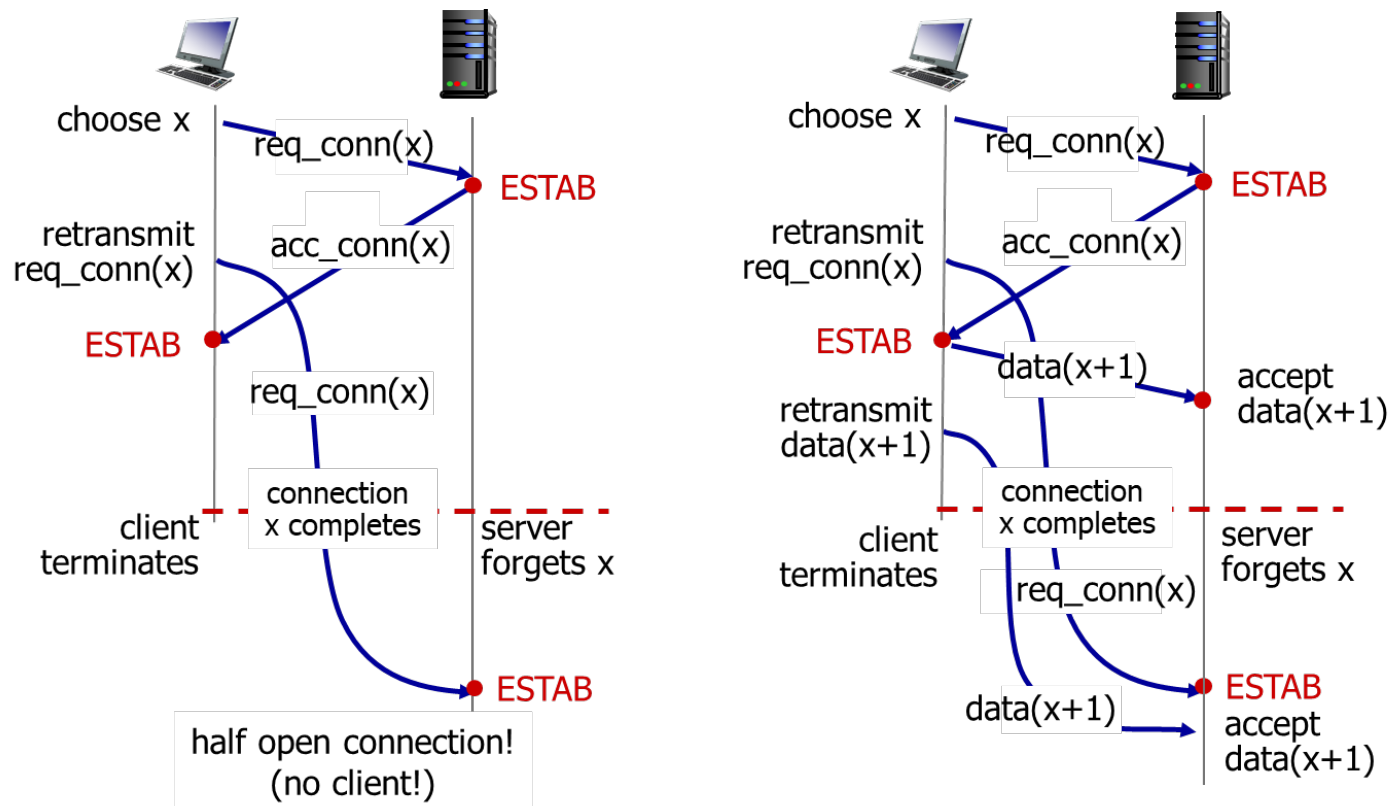 choose x
req_conn(x)
ESTAB
retransmit
req_conn(x)
acc_conn(x)
ESTAB
req_conn(x)
connection
x completes
client
terminates
server
forgets x
ESTAB
half open connection!
(no client!)
choose x
req_conn(x)
ESTAB
retransmit
req_conn(x)
acc_conn(x)
ESTAB
data(x+1)
accept
data(x+1)
retransmit
data(x+1)
connection
x completes
client
terminates
server
forgets x
req_conn(x)
ESTAB
data(x+1)
accept
data(x+1)